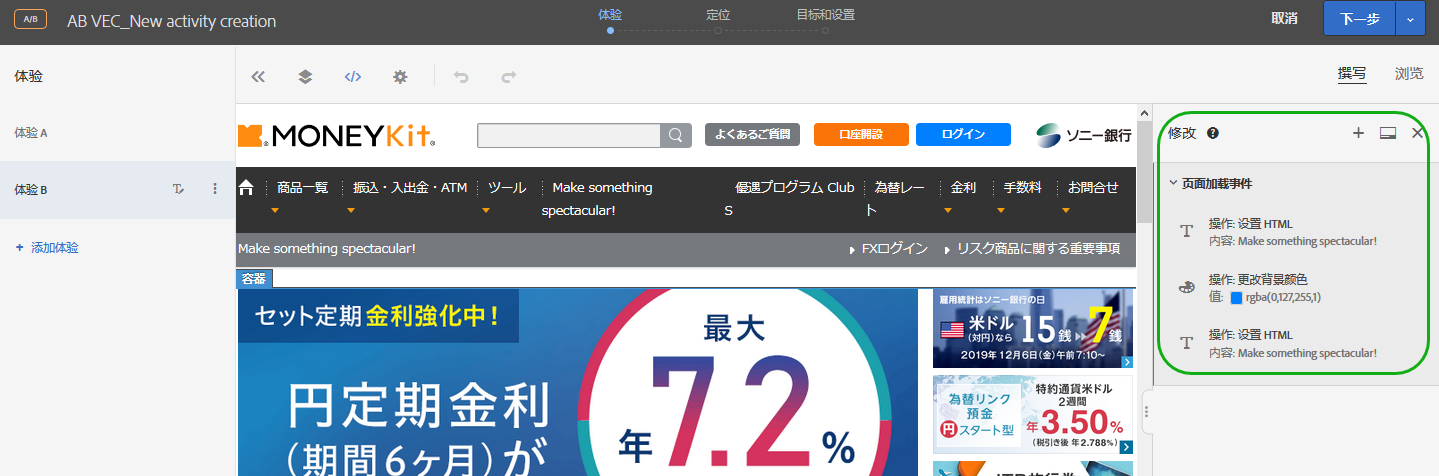 A/B
AB VEC_New activity creation
体验
定位
目标和设置
取消
下一步
体验
撰写
浏览
体验 A
体验 B
+ 添加体验
MONEYKit
よくあるご質問
口座開設
ログイン
ソニー銀行
商品一覧
振込・入出金・ATM
ツール
Make something
spectacular!
優遇プログラム Club
S
為替レー
ト
金利
手数料
お問合せ
Make something spectacular!
FXログイン
リスク商品に関する重要事項
容器
セット定期 金利強化中!
最大
円定期金利
年 7.2 %
(期間6ヶ月)が
雇用統計はソニー銀行の日
米ドル
(対円)なら
15銭
7銭
2019年12月6日(金)午前7:10~
為替リンク
預金
円 スタート型
特約通貨米ドル
2週間
年3.50%
(税引き後 年2.788%)
修改
页面加载事件
操作: 设置 HTML
内容: Make something spectacular!
操作: 更改背景颜色
值: rgba(0,127,255,1)
操作: 设置 HTML
内容: Make something spectacular!